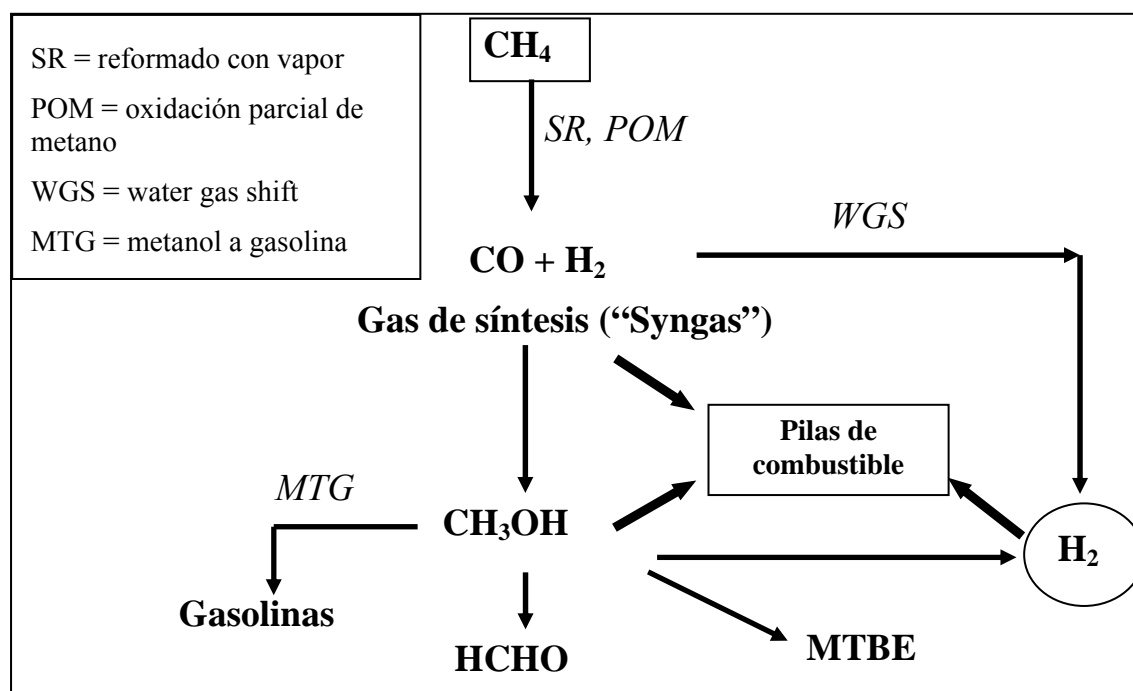 SR = reformado con vapor
POM = oxidación parcial de
metano
WGS = water gas shift
MTG = metanol a gasolina
CH₄
SR, POM
WGS
CO + H₂
Gas de síntesis (“Syngas”)
Pilas de
combustible
MTG
CH₃OH
H₂
Gasolinas
HCHO
MTBE